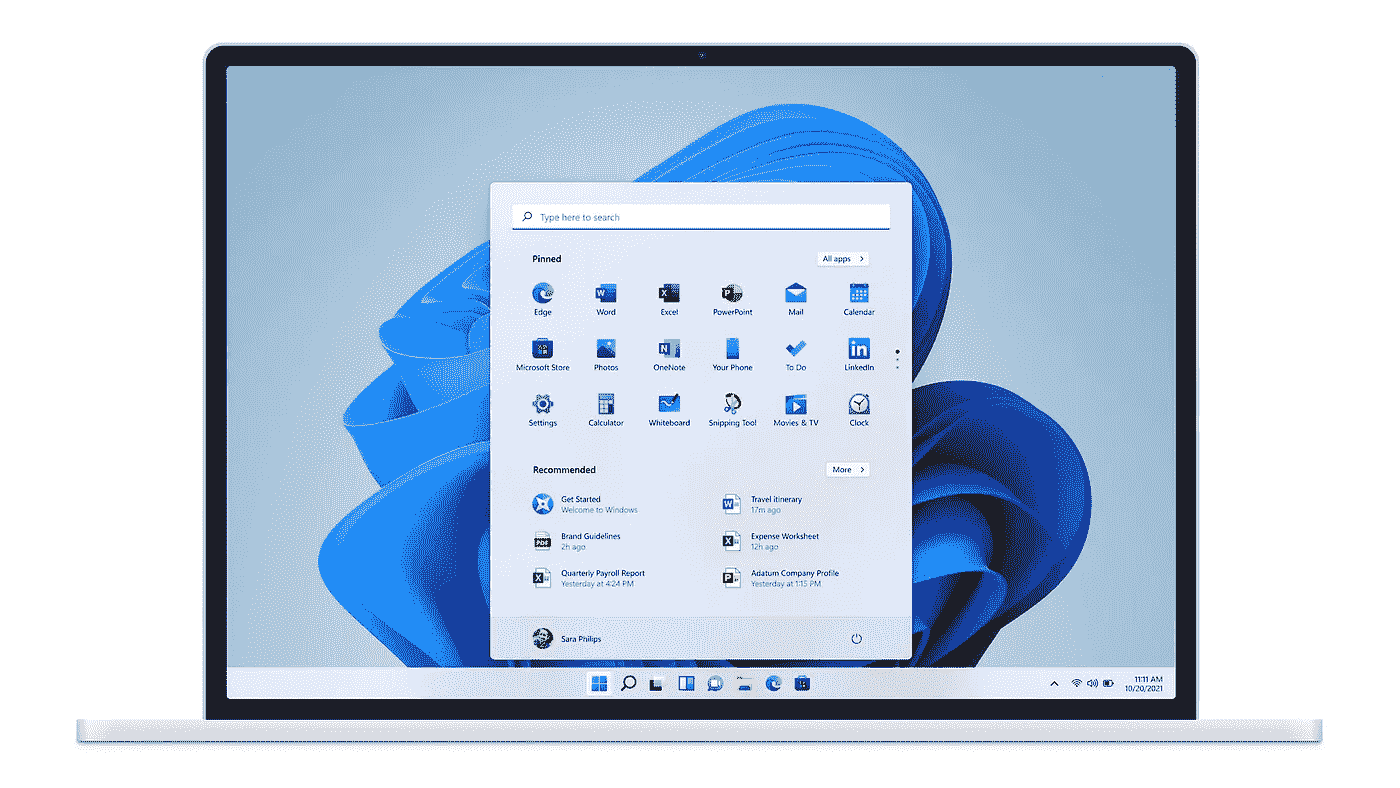 Type here to search
Pinned
All apps
Edge
Word
Excel
PowerPoint
Mail
Calendar
Microsoft Store
Photos
OneNote
Your Phone
To Do
LinkedIn
Settings
Calculator
Whiteboard
Snipping Tool
Movies & TV
Clock
Recommended
More
Get Started
Welcome to Windows
Travel itinerary
17m ago
Brand Guidelines
2h ago
Expense Worksheet
12h ago
Quarterly Payroll Report
Yesterday at 4:24 PM
Adatum Company Profile
Yesterday at 1:15 PM
Sara Philips
11:11 AM
10/20/2021